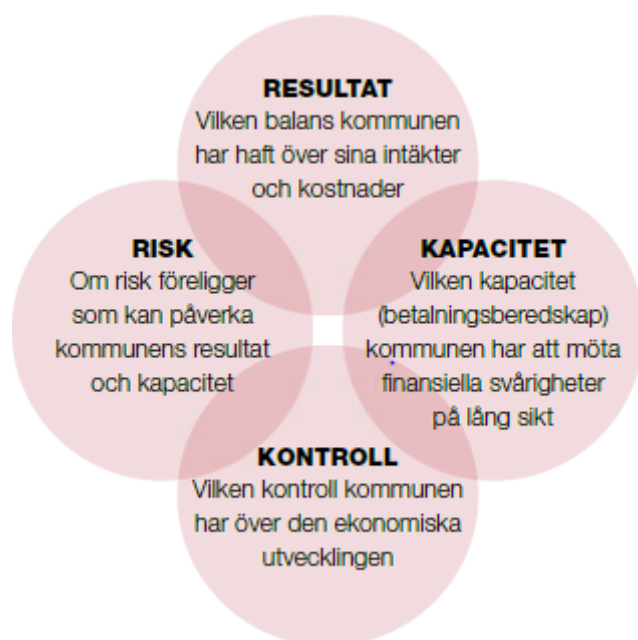 RESULTAT
Vilken balans kommunen
har haft över sina intäkter
och kostnader
RISK
Om risk föreligger
som kan påverka
kommunens resultat
och kapacitet
KAPACITET
Vilken kapacitet
(betalningsberedskap)
kommunen har att möta
finansiella svårigheter
på lång sikt
KONTROLL
Vilken kontroll kommunen
har över den ekonomiska
utvecklingen